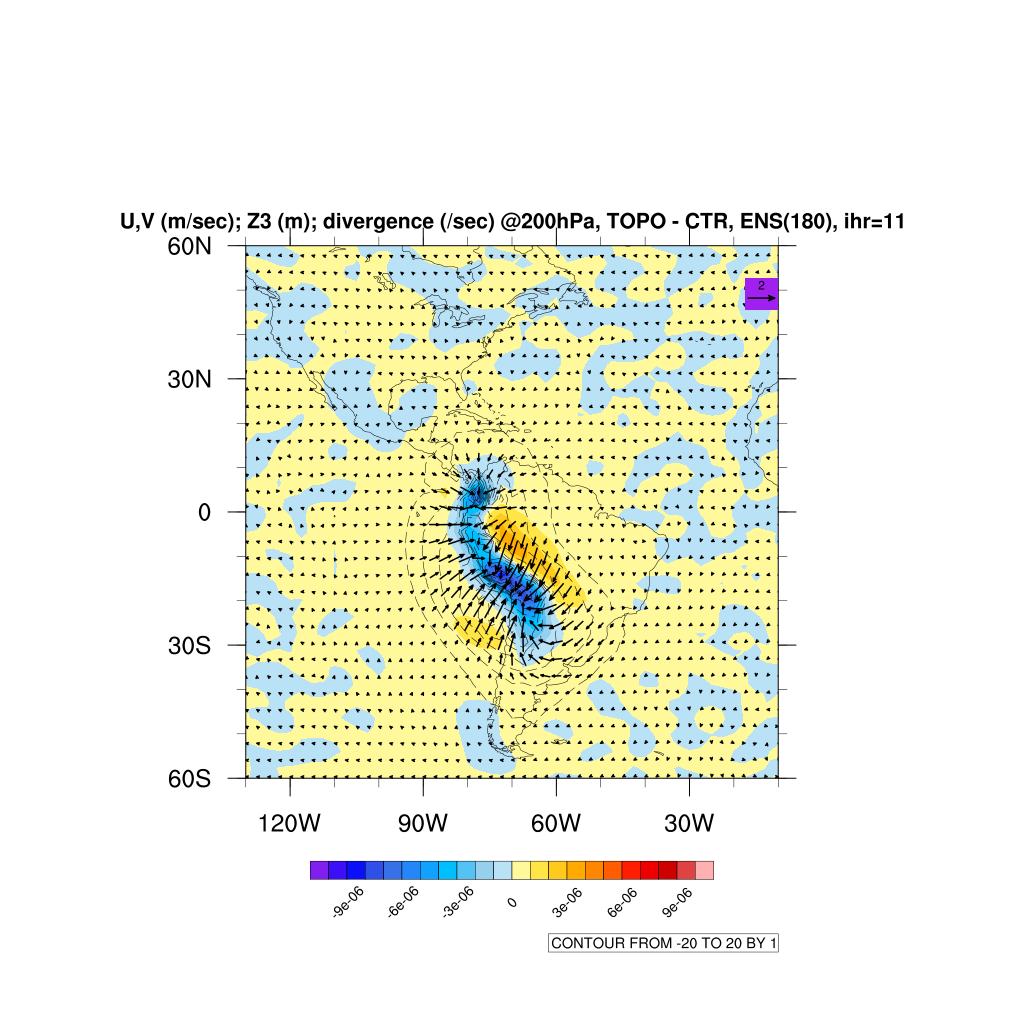 U,V (m/sec); Z3 (m); divergence (/sec) @200hPa, TOPO - CTR, ENS(180), ihr=11
60N
2
30N
0
30S
60S
120W 90W 60W 30W
-9e-06 -6e-06 -3e-06 0 3e-06 6e-06 9e-06
CONTOUR FROM -20 TO 20 BY 1